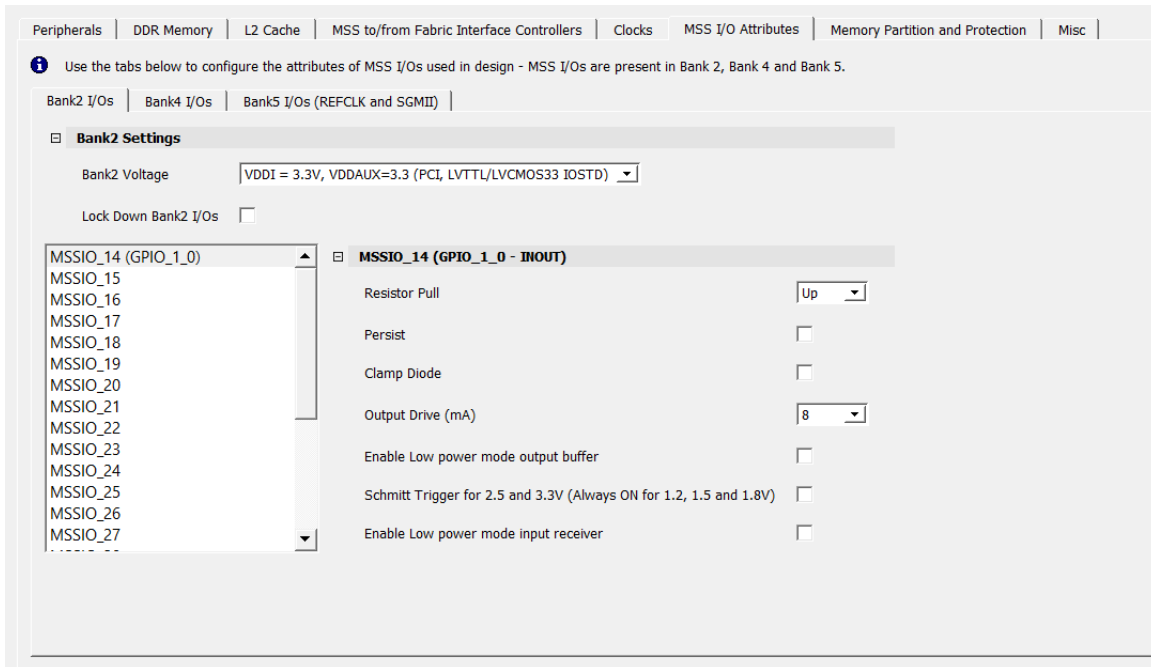 Peripherals DDR Memory L2 Cache MSS to/from Fabric Interface Controllers Clocks MSS I/O Attributes Memory Partition and Protection Misc
Use the tabs below to configure the attributes of MSS I/Os used in design - MSS I/Os are present in Bank 2, Bank 4 and Bank 5.
Bank2 I/Os Bank4 I/Os Bank5 I/Os (REFCLK and SGMII)
Bank2 Settings
Bank2 Voltage VDDI = 3.3V, VDDAUX=3.3 (PCI, LVTTL/LVCMOS33 IOSTD)
Lock Down Bank2 I/Os
MSSIO_14 (GPIO_1_0)
MSSIO_15
MSSIO_16
MSSIO_17
MSSIO_18
MSSIO_19
MSSIO_20
MSSIO_21
MSSIO_22
MSSIO_23
MSSIO_24
MSSIO_25
MSSIO_26
MSSIO_27
MSSIO_14 (GPIO_1_0 - INOUT)
Resistor Pull Up
Persist
Clamp Diode
Output Drive (mA) 8
Enable Low power mode output buffer
Schmitt Trigger for 2.5 and 3.3V (Always ON for 1.2, 1.5 and 1.8V)
Enable Low power mode input receiver